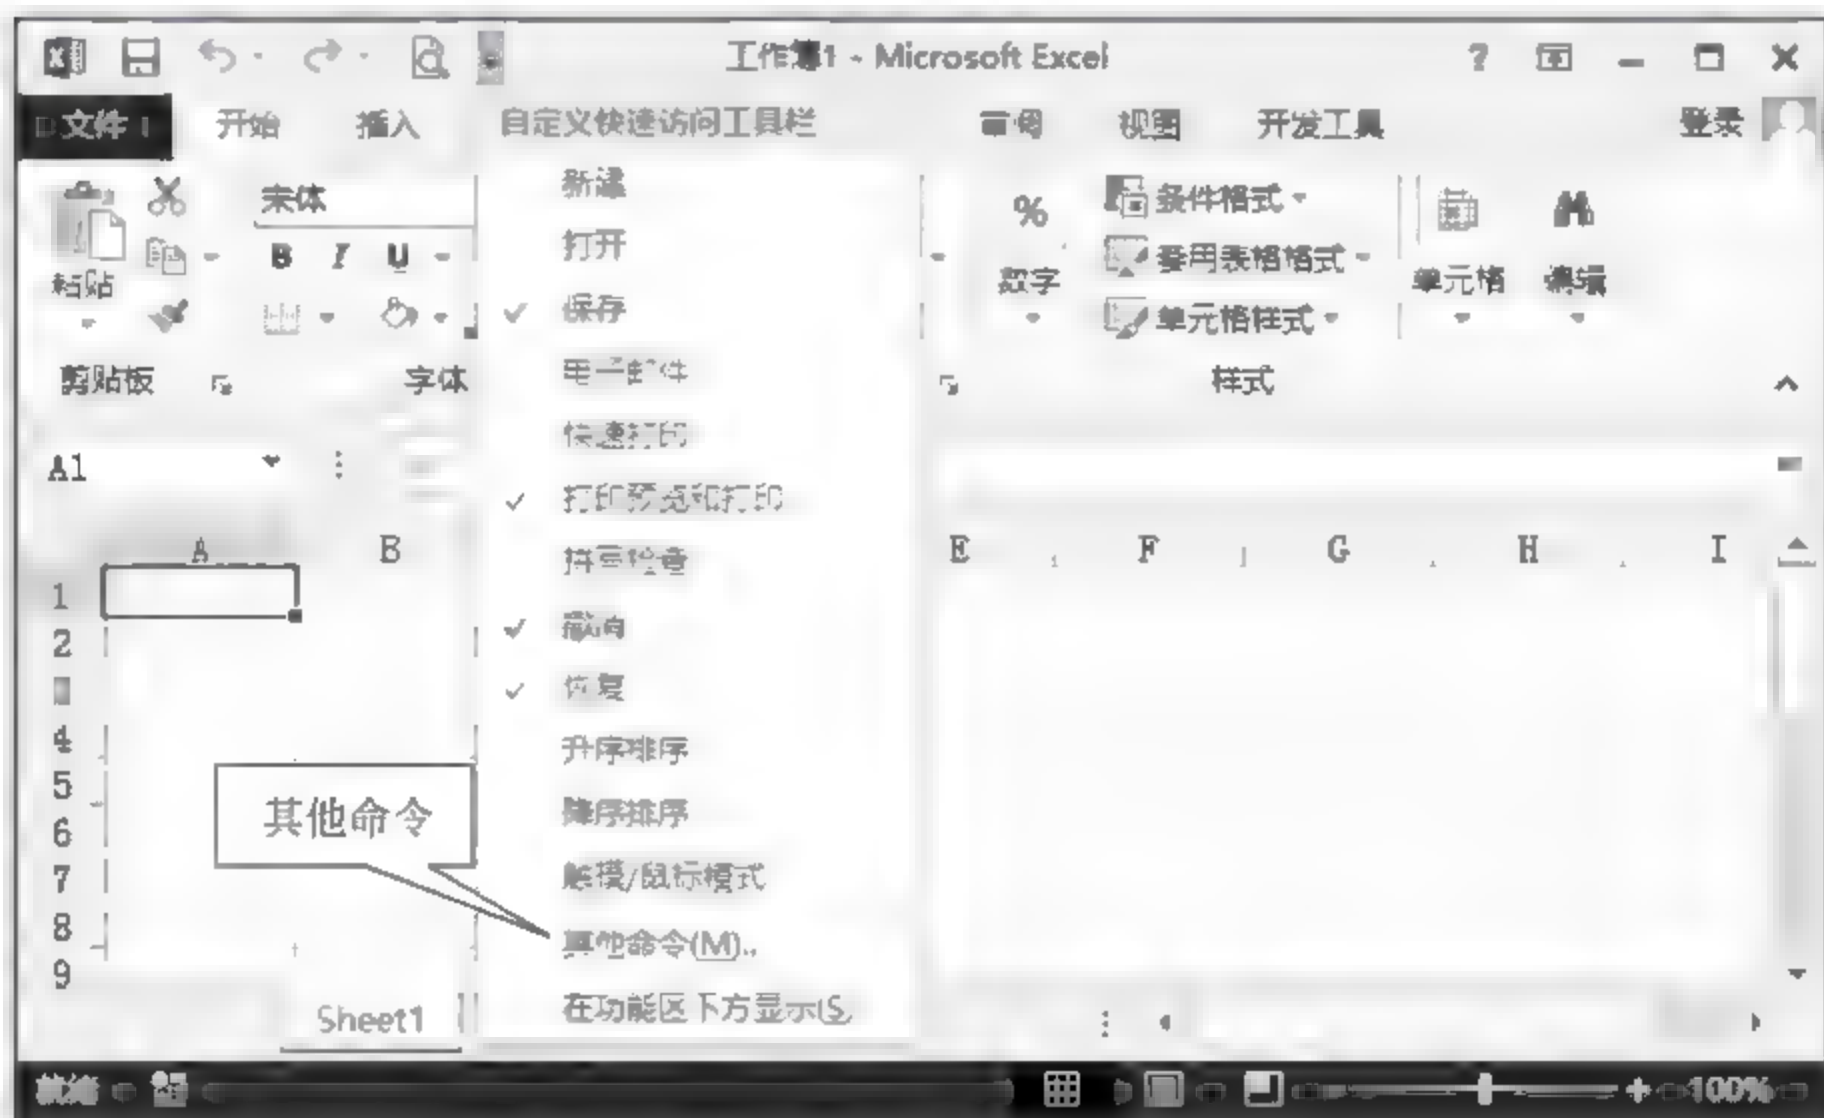 工作簿1 - Microsoft Excel ?
文件 开始 插入 自定义快速访问工具栏 审阅 视图 开发工具 登录
新建
打开
保存
电子邮件
快速打印
打印预览和打印
拼写检查
撤消
恢复
升序排序
降序排序
触摸/鼠标模式
其他命令(M)..
在功能区下方显示(S
粘贴
宋体
B I U
剪贴板
字体
%
数字
条件格式
套用表格格式
单元格样式
样式
单元格
编辑
A1
A B E F G H I
1
2
4
5
6
7
8
9
其他命令
Sheet1
就绪
100%